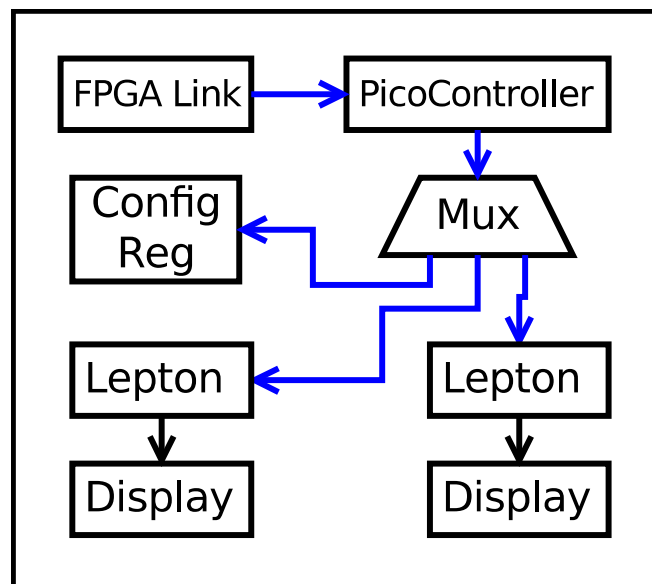 FPGA Link
PicoController
Config
Reg
Mux
Lepton
Lepton
Display
Display